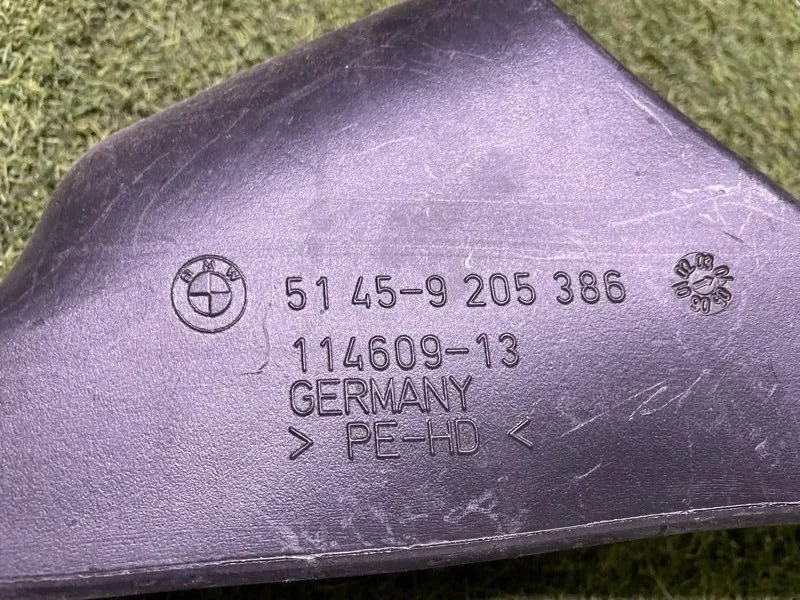 BMW
51 45-9 205 386
114609-13
GERMANY
> PE-HD <